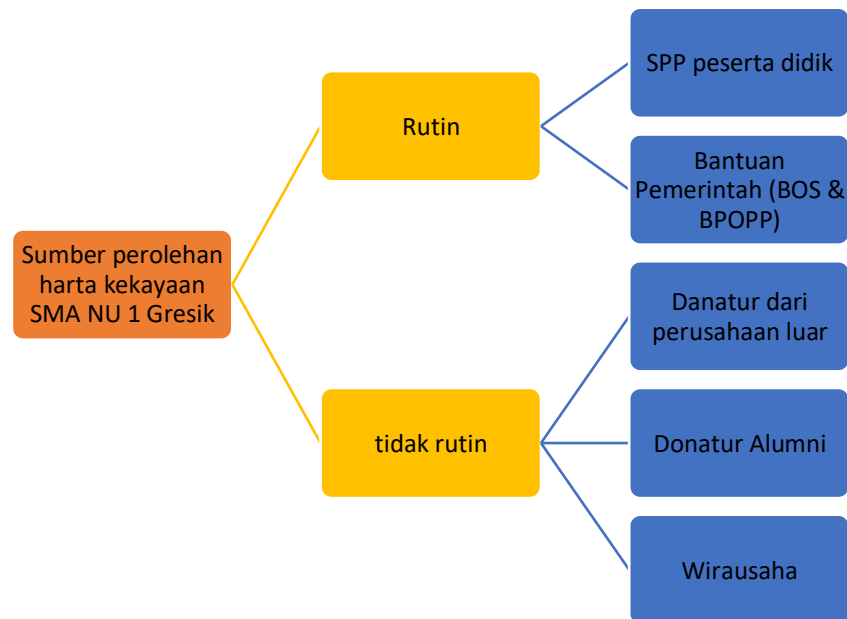 Sumber perolehan
harta kekayaan
SMA NU 1 Gresik
Rutin
SPP peserta didik
Bantuan
Pemerintah (BOS &
BPOPP)
tidak rutin
Danatur dari
perusahaan luar
Donatur Alumni
Wirausaha